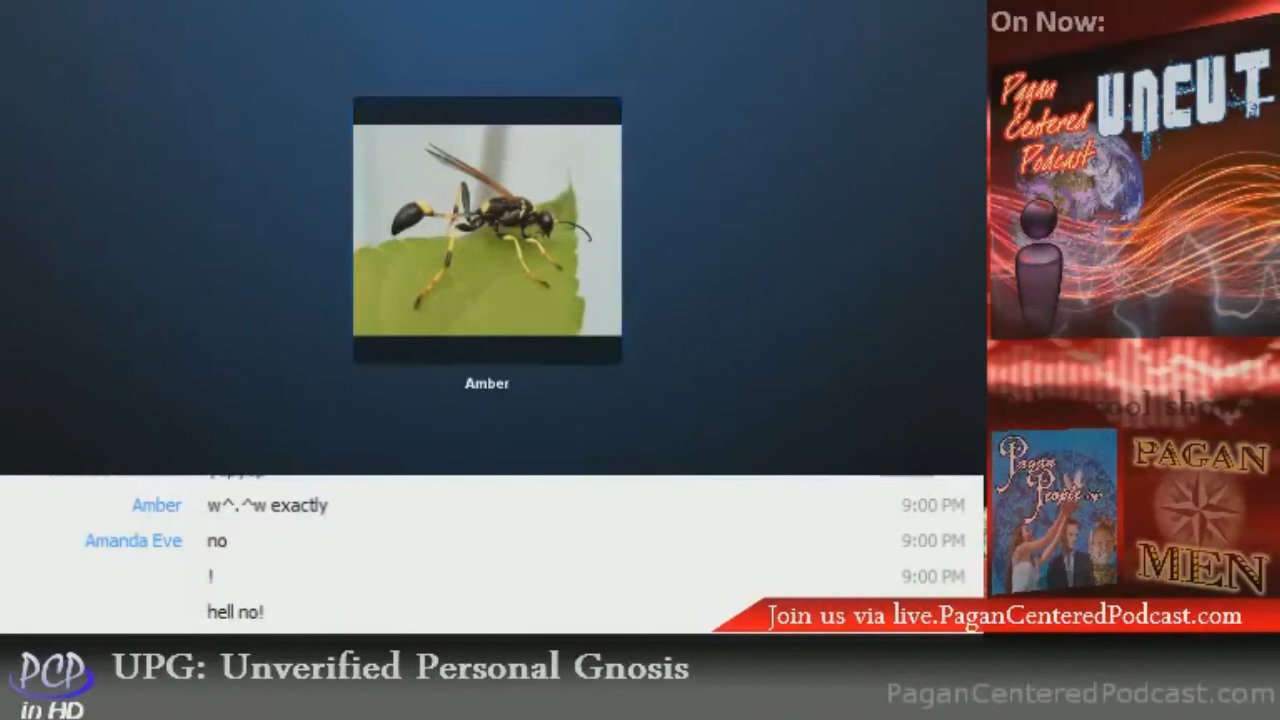 On Now:
Pagan
Centered
Podcast
UNCUT
Amber
Amber w^.^w exactly 9:00 PM
Amanda Eve no 9:00 PM
! 9:00 PM
hell no!
Pagan
People
PAGAN
MEN
Join us via live.PaganCenteredPodcast.com
PCP
in HD
UPG: Unverified Personal Gnosis
PaganCenteredPodcast.com